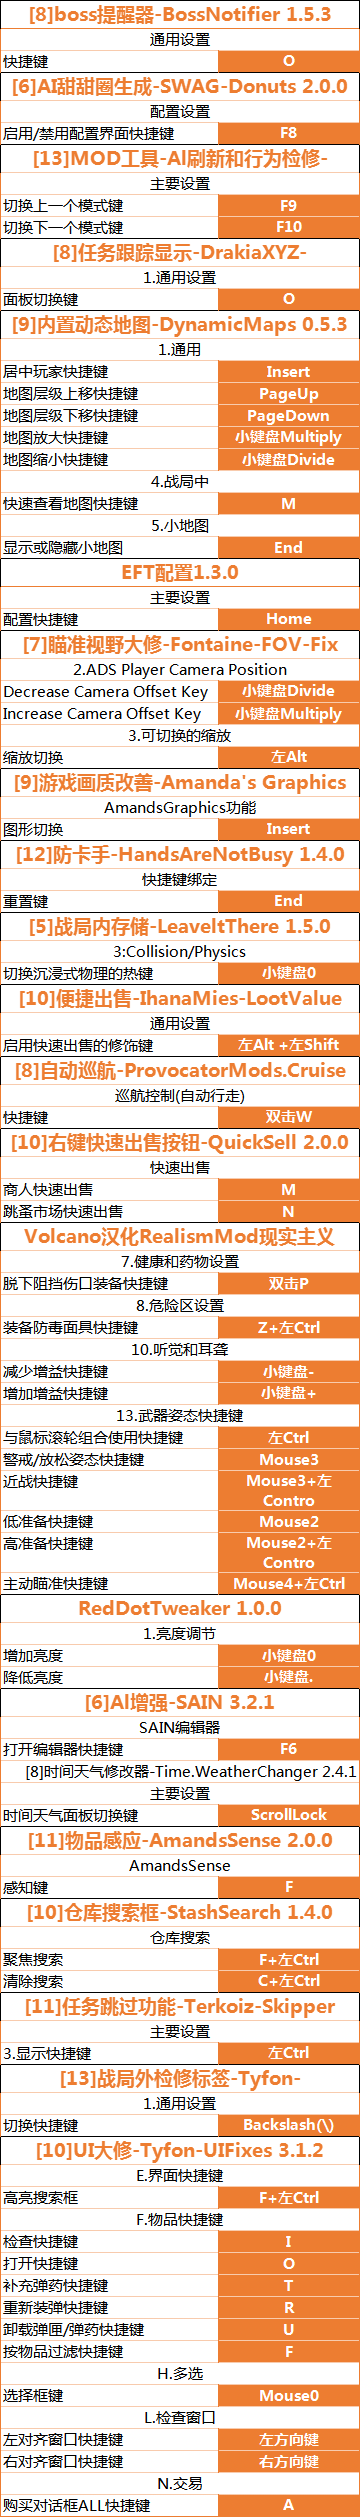 [8]boss提醒器-BossNotifier 1.5.3
通用设置
快捷键 O
[6]AI甜甜圈生成-SWAG-Donuts 2.0.0
配置设置
启用/禁用配置界面快捷键 F8
[13]MOD工具-AI刷新和行为检修-
主要设置
切换上一个模式键 F9
切换下一个模式键 F10
[8]任务跟踪显示-DrakiaXYZ-
1.通用设置
面板切换键 O
[9]内置动态地图-DynamicMaps 0.5.3
1.通用
居中玩家快捷键 Insert
地图层级上移快捷键 PageUp
地图层级下移快捷键 PageDown
地图放大快捷键 小键盘Multiply
地图缩小快捷键 小键盘Divide
4.战局中
快速查看地图快捷键 M
5.小地图
显示或隐藏小地图 End
EFT配置1.3.0
主要设置
配置快捷键 Home
[7]瞄准视野大修-Fontaine-FOV-Fix
2.ADS Player Camera Position
Decrease Camera Offset Key 小键盘Divide
Increase Camera Offset Key 小键盘Multiply
3.可切换的缩放
缩放切换 左Alt
[9]游戏画质改善-Amanda's Graphics
AmandsGraphics功能
图形切换 Insert
[12]防卡手-HandsAreNotBusy 1.4.0
快捷键绑定
重置键 End
[5]战局内存储-LeaveItThere 1.5.0
3:Collision/Physics
切换沉浸式物理的热键 小键盘0
[10]便捷出售-IhanaMies-LootValue
通用设置
启用快速出售的修饰键 左Alt +左Shift
[8]自动巡航-ProvocatorMods.Cruise
巡航控制(自动行走)
快捷键 双击W
[10]右键快速出售按钮-QuickSell 2.0.0
快速出售
商人快速出售 M
跳蚤市场快速出售 N
Volcano汉化RealismMod现实主义
7.健康和药物设置
脱下阻挡伤口装备快捷键 双击P
8.危险区设置
装备防毒面具快捷键 Z+左Ctrl
10.听觉和耳聋
减少增益快捷键 小键盘-
增加增益快捷键 小键盘+
13.武器姿态快捷键
与鼠标滚轮组合使用快捷键 左Ctrl
警戒/放松姿态快捷键 Mouse3
近战快捷键 Mouse3+左
Contro
低准备快捷键 Mouse2
高准备快捷键 Mouse2+左
Contro
主动瞄准快捷键 Mouse4+左Ctrl
RedDotTweaker 1.0.0
1.亮度调节
增加亮度 小键盘0
降低亮度 小键盘.
[6]AI增强-SAIN 3.2.1
SAIN编辑器
打开编辑器快捷键 F6
[8]时间天气修改器-Time.WeatherChanger 2.4.1
主要设置
时间天气面板切换键 ScrollLock
[11]物品感应-AmandsSense 2.0.0
AmandsSense
感知键 F
[10]仓库搜索框-StashSearch 1.4.0
仓库搜索
聚焦搜索 F+左Ctrl
清除搜索 C+左Ctrl
[11]任务跳过功能-Terkoiz-Skipper
主要设置
3.显示快捷键 左Ctrl
[13]战局外检修标签-Tyfon-
1.通用设置
切换快捷键 Backslash(\)
[10]UI大修-Tyfon-UIFixes 3.1.2
E.界面快捷键
高亮搜索框 F+左Ctrl
F.物品快捷键
检查快捷键 I
打开快捷键 O
补充弹药快捷键 T
重新装弹快捷键 R
卸载弹匣/弹药快捷键 U
按物品过滤快捷键 F
H.多选
选择框键 Mouse0
L.检查窗口
左对齐窗口快捷键 左方向键
右对齐窗口快捷键 右方向键
N.交易
购买对话框ALL快捷键 A